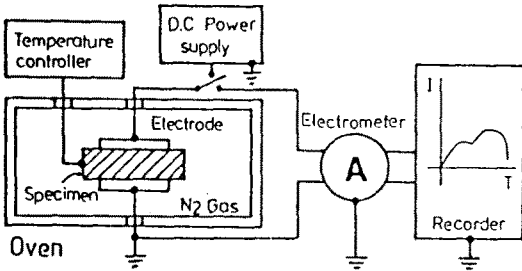 D.C Power
supply
Temperature
controller
Electrode
Electrometer
I
A
T
Specimen
N2 Gas
Recorder
Oven